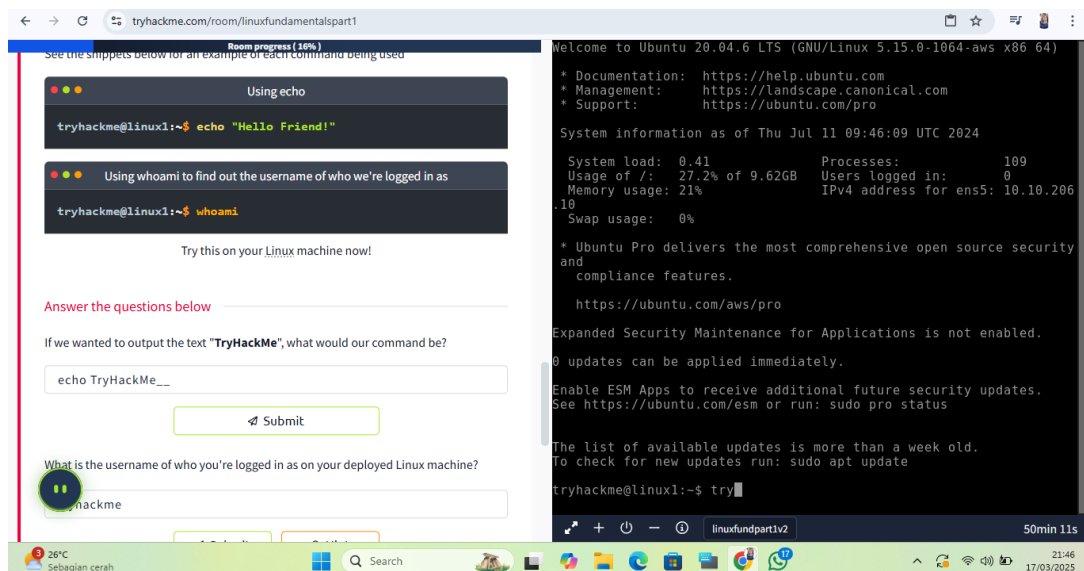 tryhackme.com/room/linuxfundamentalspart1
Room progress ( 16% )
See the snippets below for an example of each command being used
Using echo
tryhackme@linux1:~$ echo "Hello Friend!"
Using whoami to find out the username of who we're logged in as
tryhackme@linux1:~$ whoami
Try this on your Linux machine now!
Answer the questions below
If we wanted to output the text "TryHackMe", what would our command be?
echo TryHackMe__
Submit
What is the username of who you're logged in as on your deployed Linux machine?
hackme
Welcome to Ubuntu 20.04.6 LTS (GNU/Linux 5.15.0-1064-aws x86 64)
* Documentation: https://help.ubuntu.com
* Management: https://landscape.canonical.com
* Support: https://ubuntu.com/pro
System information as of Thu Jul 11 09:46:09 UTC 2024
System load: 0.41 Processes: 109
Usage of /: 27.2% of 9.62GB Users logged in: 0
Memory usage: 21% IPv4 address for ens5: 10.10.206
.10
Swap usage: 0%
* Ubuntu Pro delivers the most comprehensive open source security
and
compliance features.
https://ubuntu.com/aws/pro
Expanded Security Maintenance for Applications is not enabled.
0 updates can be applied immediately.
Enable ESM Apps to receive additional future security updates.
See https://ubuntu.com/esm or run: sudo pro status
The list of available updates is more than a week old.
To check for new updates run: sudo apt update
tryhackme@linux1:~$ try
linuxfundpart1v2
50min 11s
3
26°C
Sebagian cerah
Search
17
21:46
17/03/2025